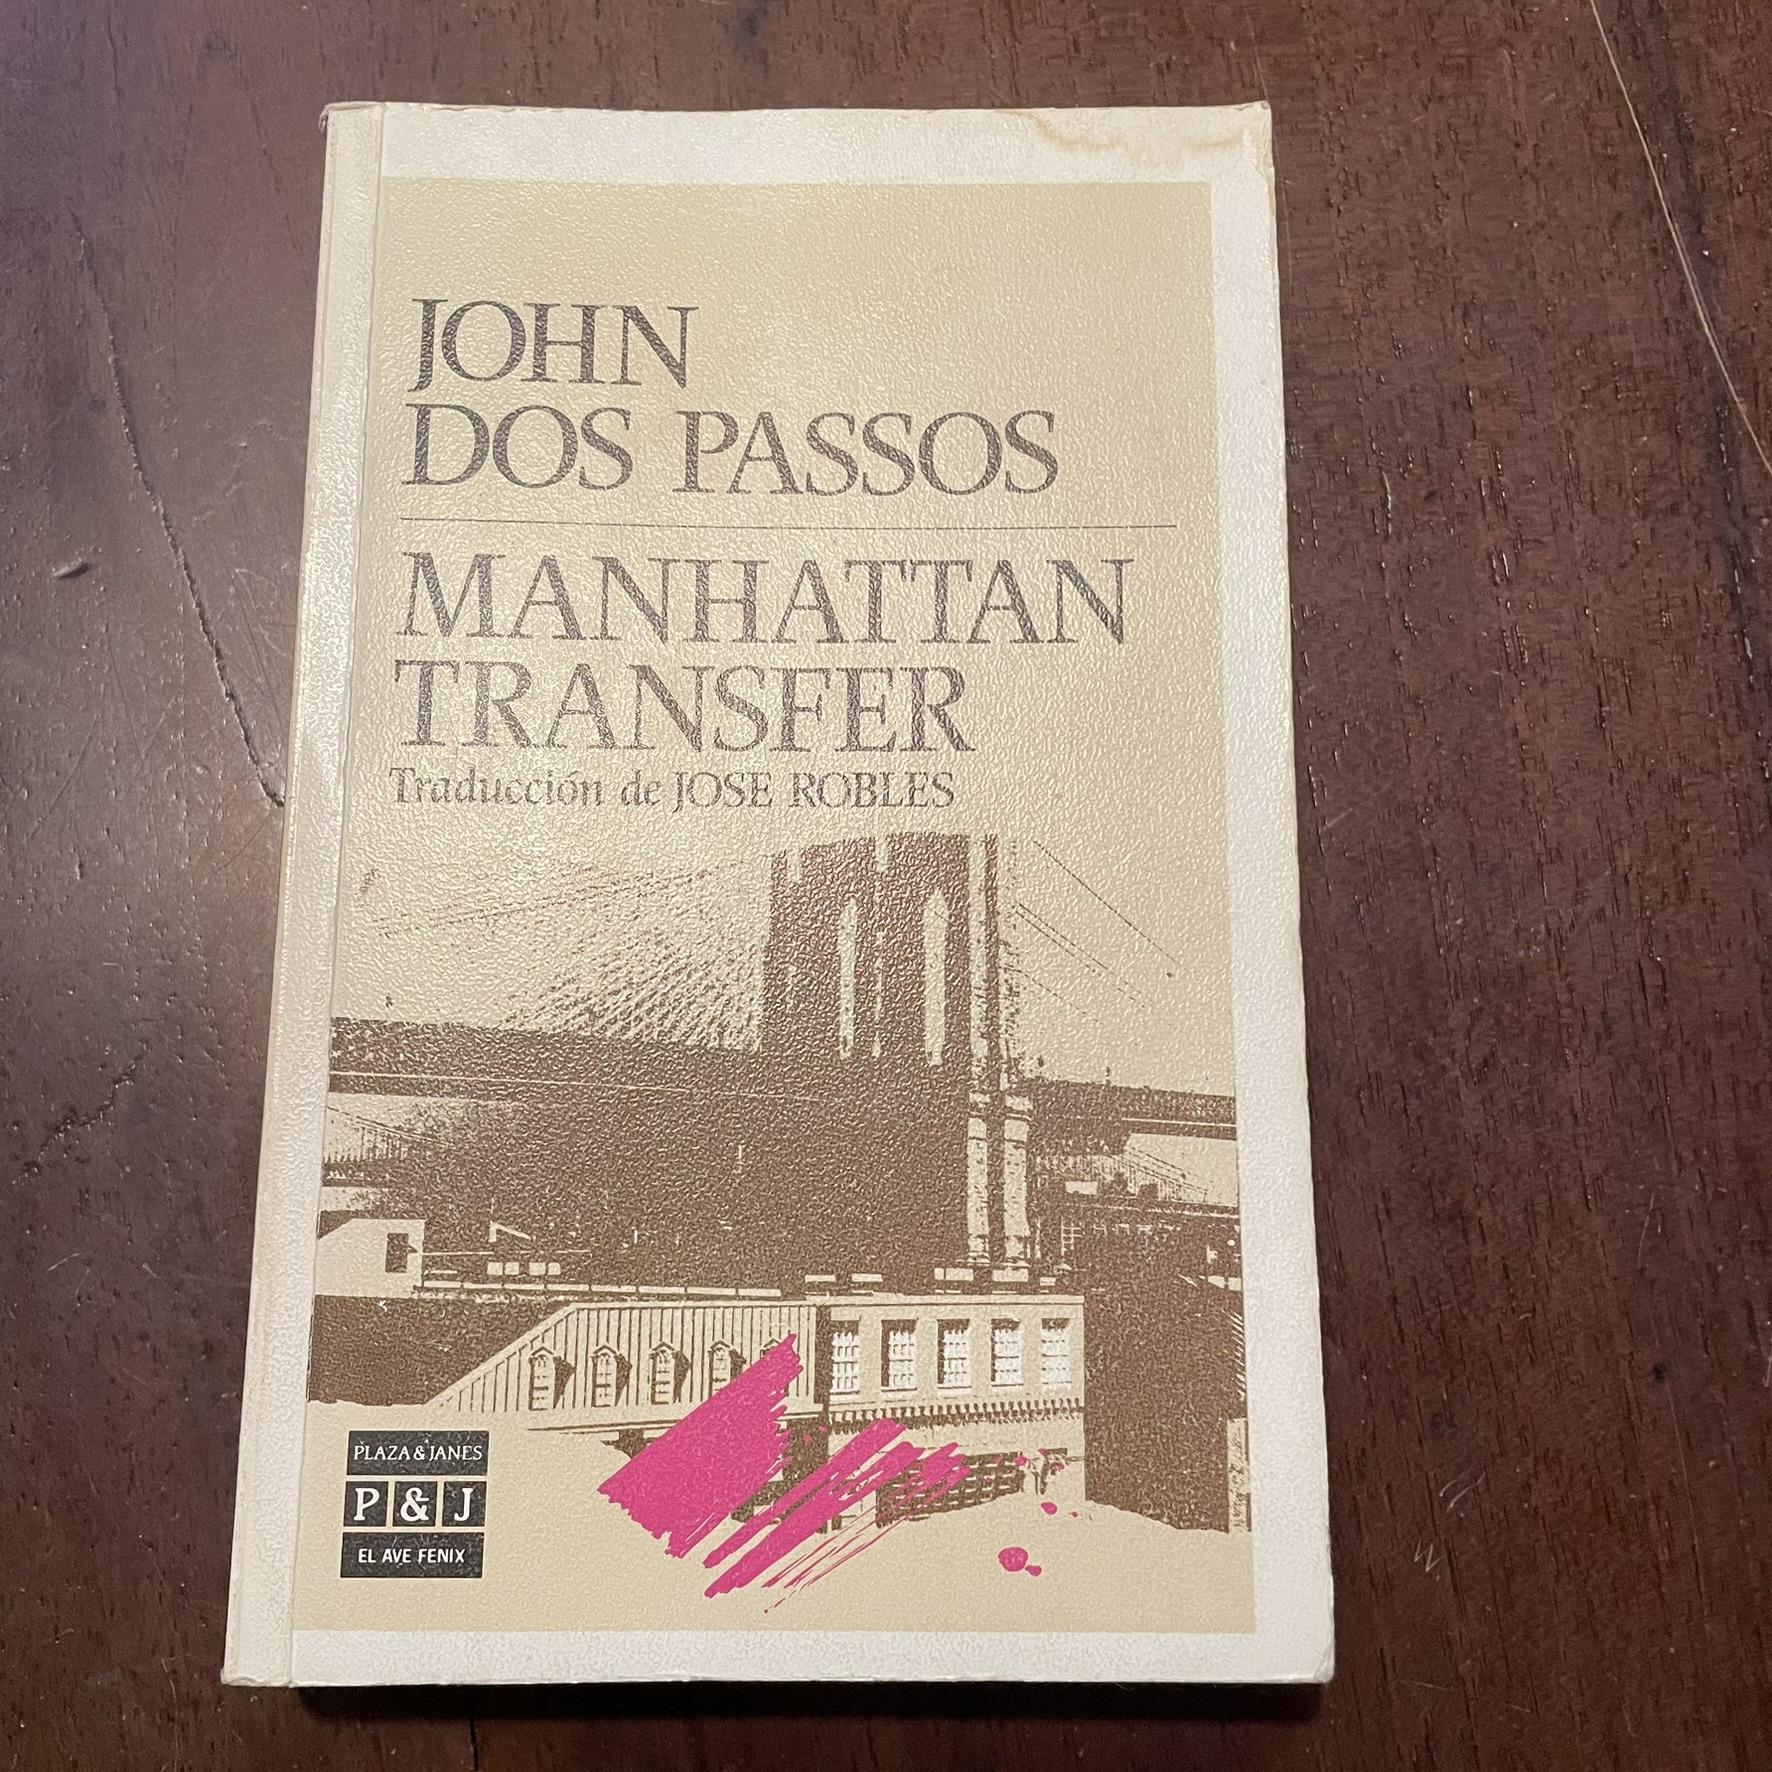 JOHN
DOS PASSOS
MANHATTAN
TRANSFER
Traducción de JOSE ROBLES
PLAZA & JANES
P & J
EL AVE FENIX